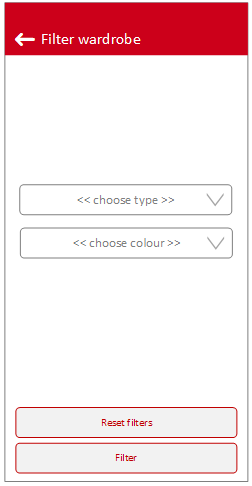 Filter wardrobe
<< choose type >>
<< choose colour >>
Reset filters
Filter